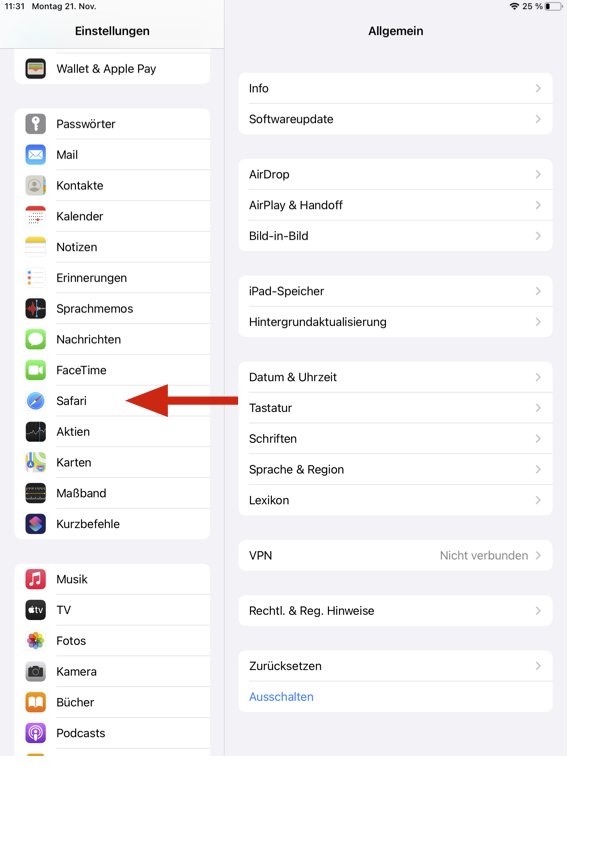 11:31 Montag 21. Nov.
25 %
Einstellungen
Wallet & Apple Pay
Passwörter
Mail
Kontakte
Kalender
Notizen
Erinnerungen
Sprachmemos
Nachrichten
FaceTime
Safari
Aktien
Karten
Maßband
Kurzbefehle
Musik
tv
TV
Fotos
Kamera
Bücher
Podcasts
Allgemein
Info
Softwareupdate
AirDrop
AirPlay & Handoff
Bild-in-Bild
iPad-Speicher
Hintergrundaktualisierung
Datum & Uhrzeit
Tastatur
Schriften
Sprache & Region
Lexikon
VPN Nicht verbunden
Rechtl. & Reg. Hinweise
Zurücksetzen
Ausschalten